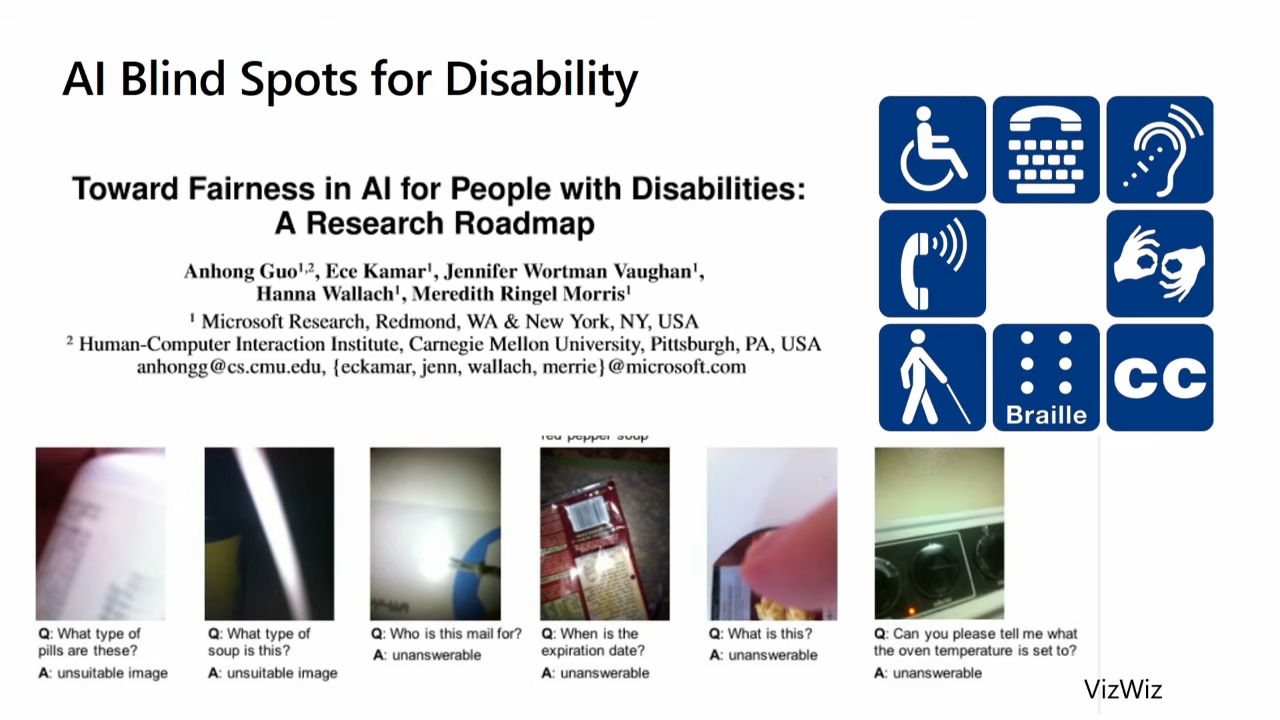 AI Blind Spots for Disability
Toward Fairness in AI for People with Disabilities:
A Research Roadmap
Anhong Guo1,2, Ece Kamar1, Jennifer Wortman Vaughan1,
Hanna Wallach1, Meredith Ringel Morris1
1 Microsoft Research, Redmond, WA & New York, NY, USA
2 Human-Computer Interaction Institute, Carnegie Mellon University, Pittsburgh, PA, USA
anhongg@cs.cmu.edu, {eckamar, jenn, wallach, merrie}@microsoft.com
Braille
CC
red pepper soup
Q: What type of
pills are these?
A: unsuitable image
Q: What type of
soup is this?
A: unsuitable image
Q: Who is this mail for?
A: unanswerable
Q: When is the
expiration date?
A: unanswerable
Q: What is this?
A: unanswerable
Q: Can you please tell me what
the oven temperature is set to?
A: unanswerable
VizWiz